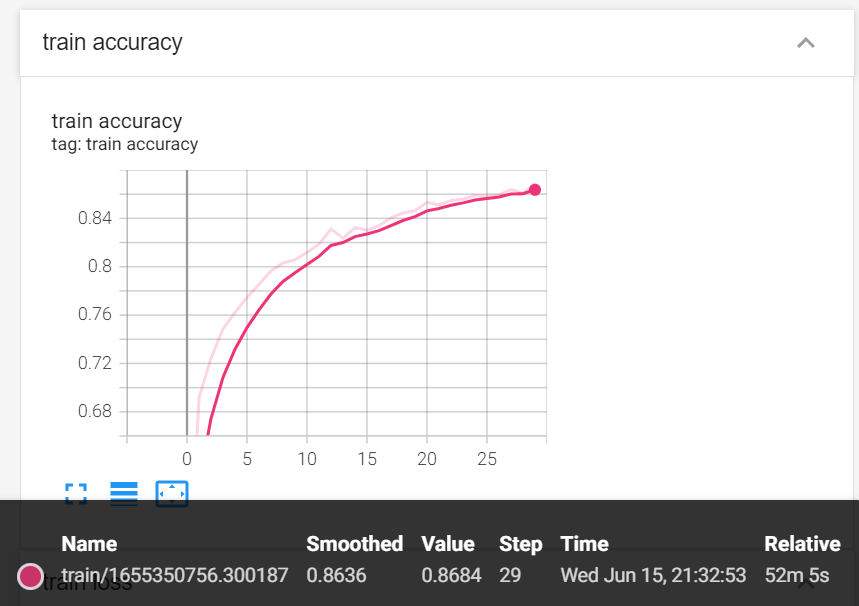 train accuracy
train accuracy
tag: train accuracy
0.84
0.8
0.76
0.72
0.68
0 5 10 15 20 25
Name Smoothed Value Step Time Relative
train/1655350756.300187 0.8636 0.8684 29 Wed Jun 15, 21:32:53 52m 5s
train loss